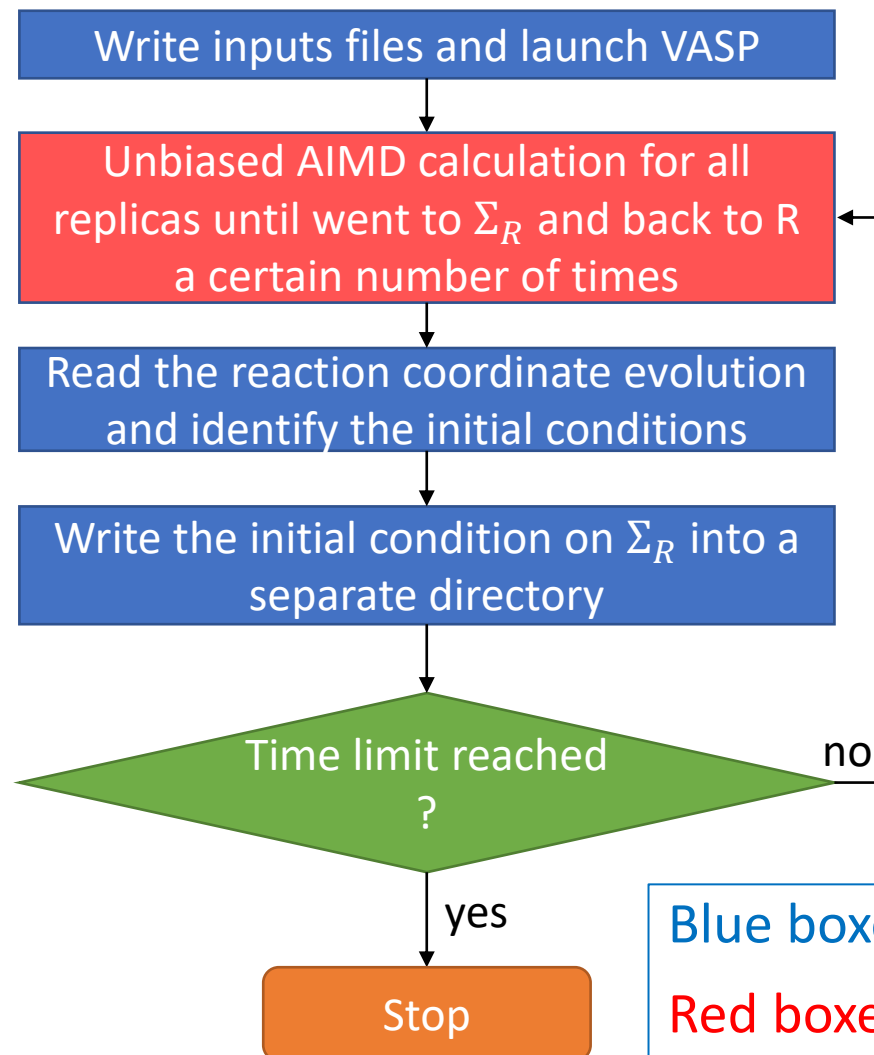 Write inputs files and launch VASP
Unbiased AIMD calculation for all
replicas until went to Σ_R and back to R
a certain number of times
Read the reaction coordinate evolution
and identify the initial conditions
Write the initial condition on Σ_R into a
separate directory
Time limit reached
?
no
yes
Stop
Blue
Red